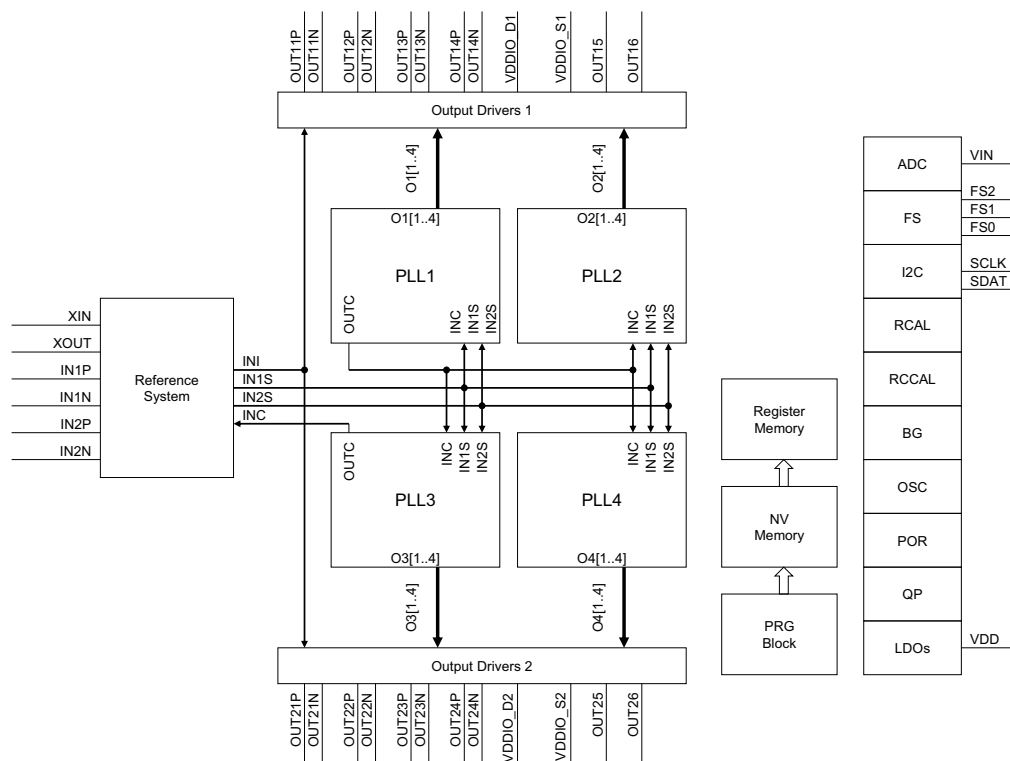 OUT11P
OUT11N
OUT12P
OUT12N
OUT13P
OUT13N
OUT14P
OUT14N
VDDIO_D1
VDDIO_S1
OUT15
OUT16
Output Drivers 1
O1[1..4]
O2[1..4]
O1[1..4]
PLL1
OUTC
INC
IN1S
IN2S
O2[1..4]
PLL2
INC
IN1S
IN2S
XIN
XOUT
IN1P
IN1N
IN2P
IN2N
Reference
System
INI
IN1S
IN2S
INC
OUTC
INC
IN1S
IN2S
PLL3
O3[1..4]
INC
IN1S
IN2S
PLL4
O4[1..4]
O3[1..4]
O4[1..4]
Output Drivers 2
OUT21P
OUT21N
OUT22P
OUT22N
OUT23P
OUT23N
OUT24P
OUT24N
VDDIO_D2
VDDIO_S2
OUT25
OUT26
Register
Memory
NV
Memory
PRG
Block
ADC
VIN
FS
FS2
FS1
FS0
I2C
SCLK
SDAT
RCAL
RCCAL
BG
OSC
POR
QP
LDOs
VDD